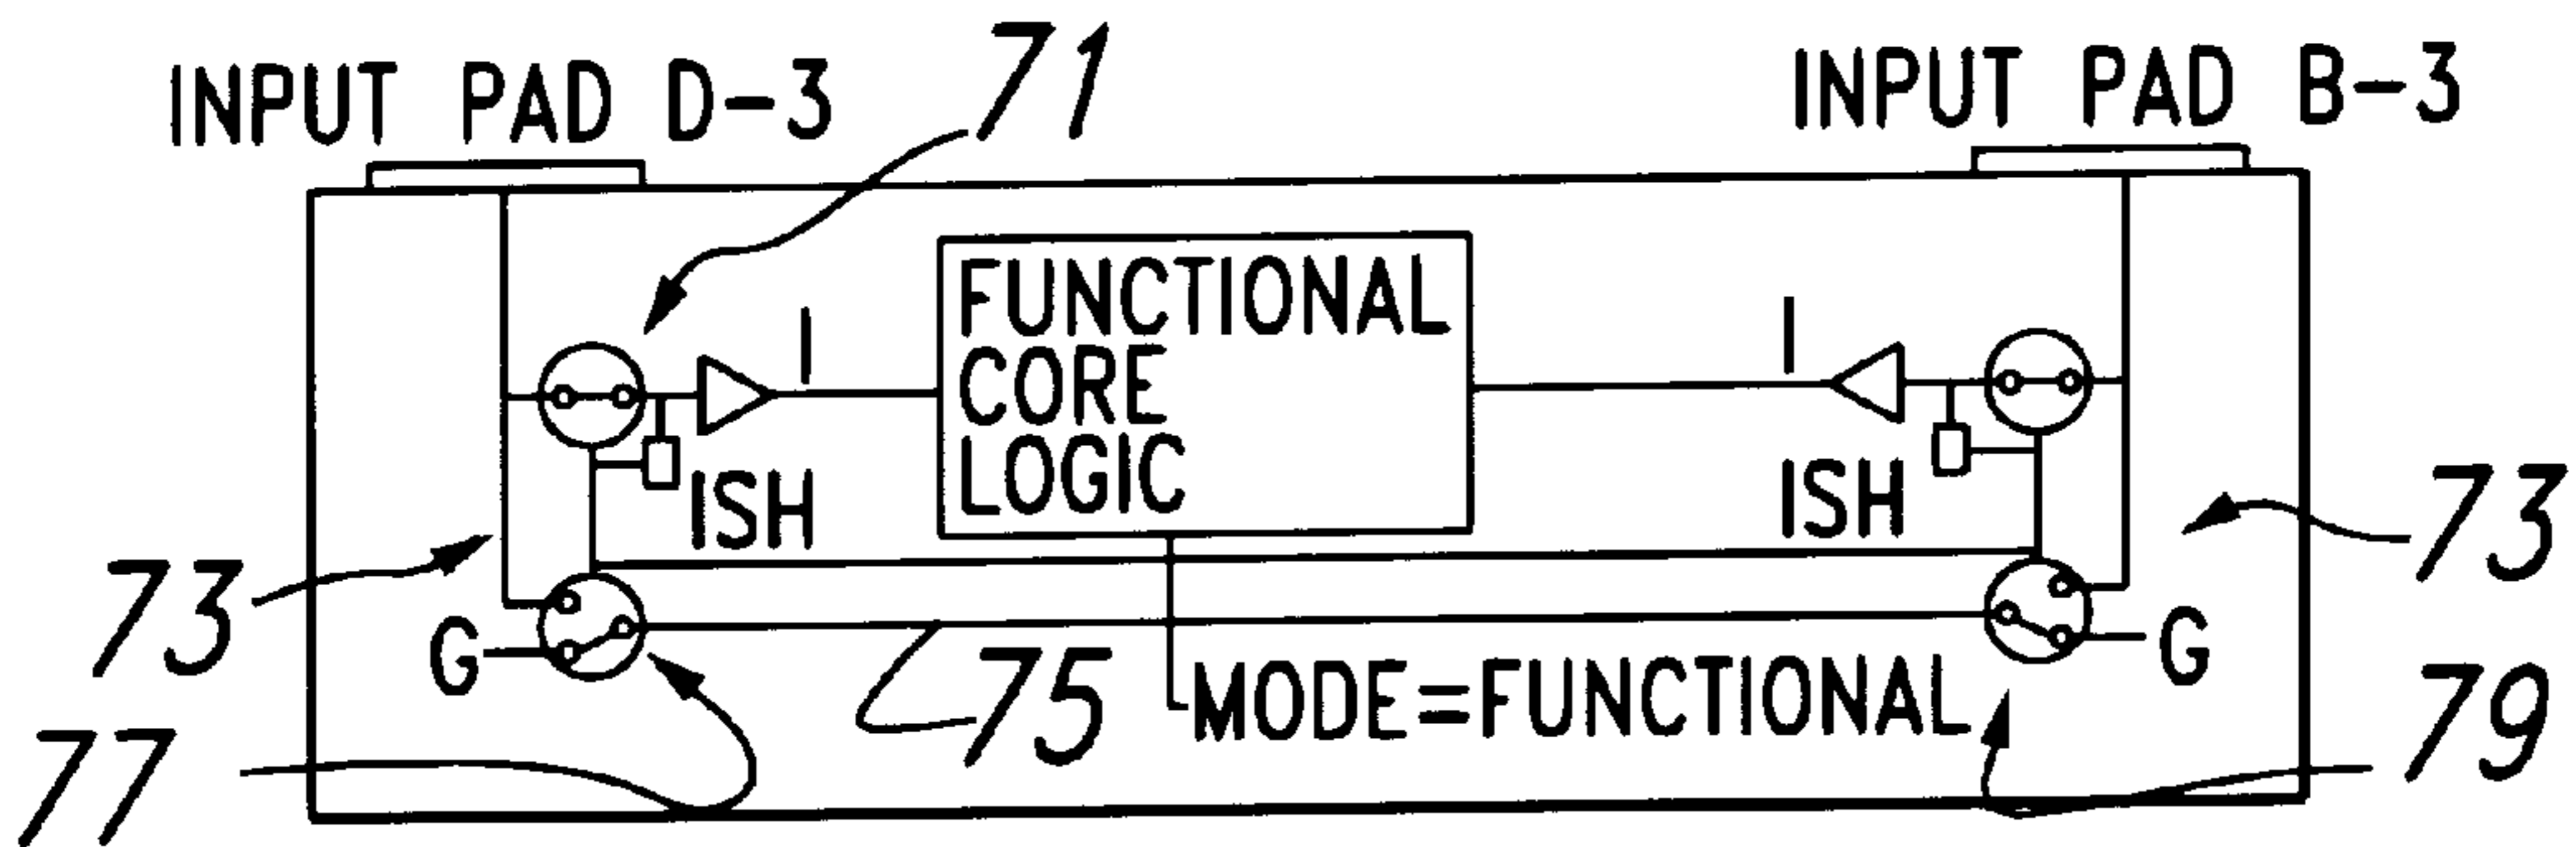 71
INPUT PAD D-3
INPUT PAD B-3
I
FUNCTIONAL
CORE
LOGIC
I
ISH
ISH
73
73
G
G
75
MODE=FUNCTIONAL
77
79